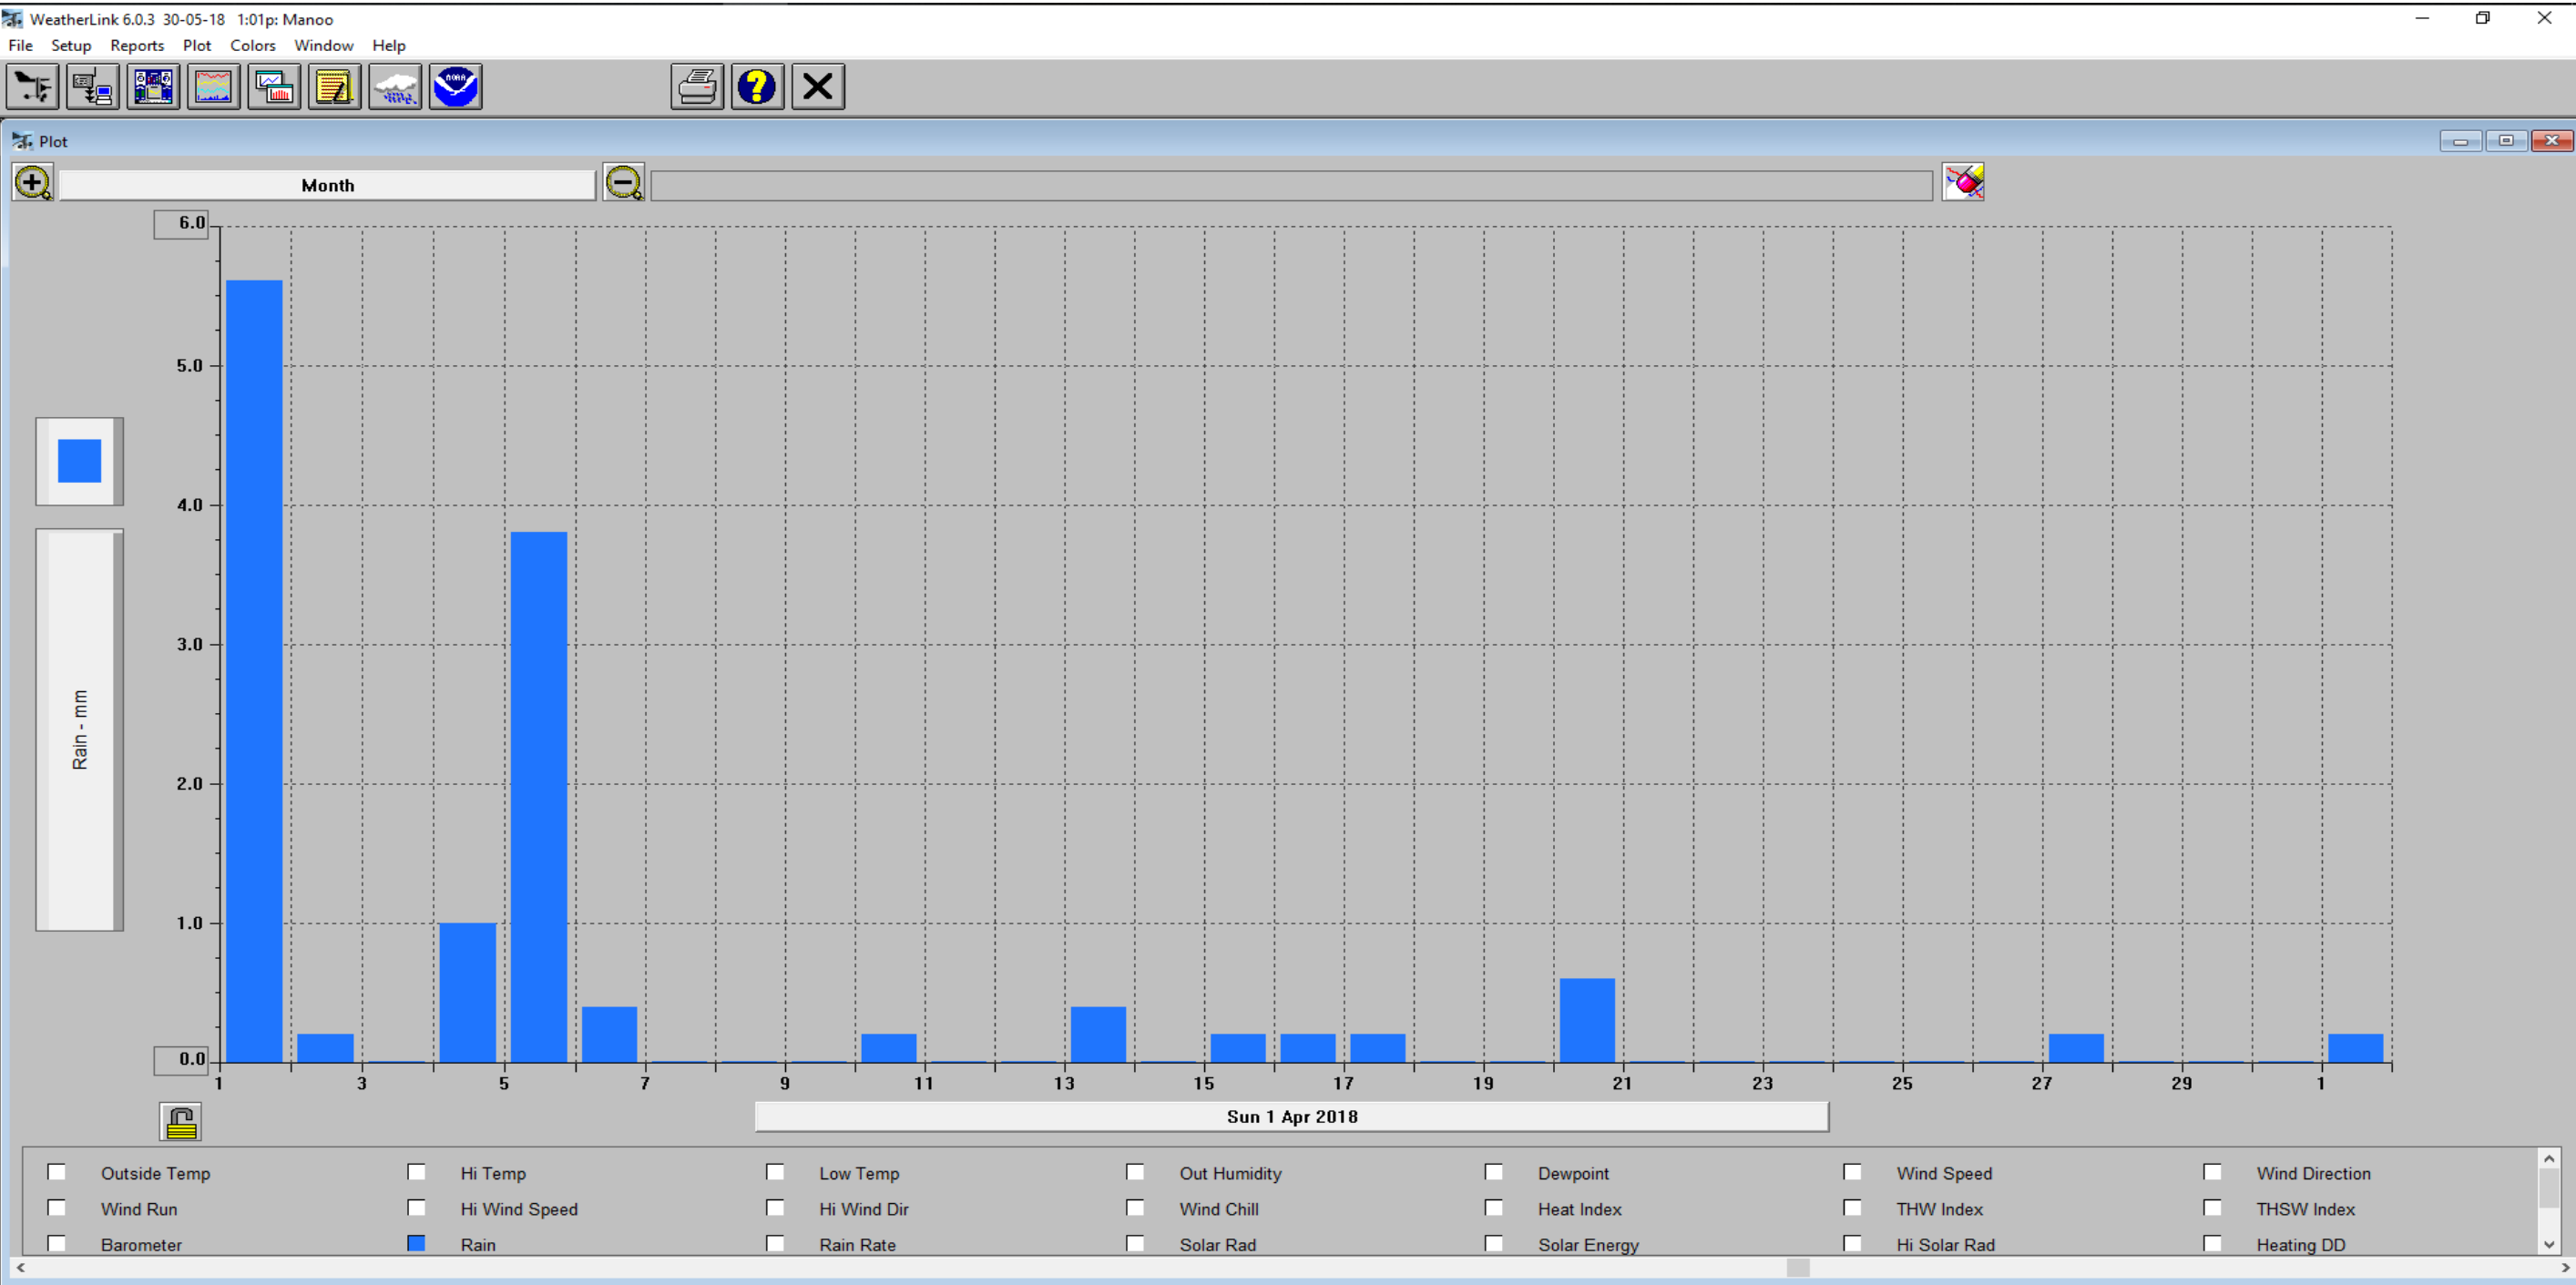 WeatherLink 6.0.3 30-05-18 1:01p: Manoo
File Setup Reports Plot Colors Window Help
NOAA
Plot
Month
6.0
5.0
4.0
3.0
2.0
1.0
0.0
Rain - mm
1 3 5 7 9 11 13 15 17 19 21 23 25 27 29 1
Sun 1 Apr 2018
Outside Temp Hi Temp Low Temp Out Humidity Dewpoint Wind Speed Wind Direction
Wind Run Hi Wind Speed Hi Wind Dir Wind Chill Heat Index THW Index THSW Index
Barometer Rain Rain Rate Solar Rad Solar Energy Hi Solar Rad Heating DD